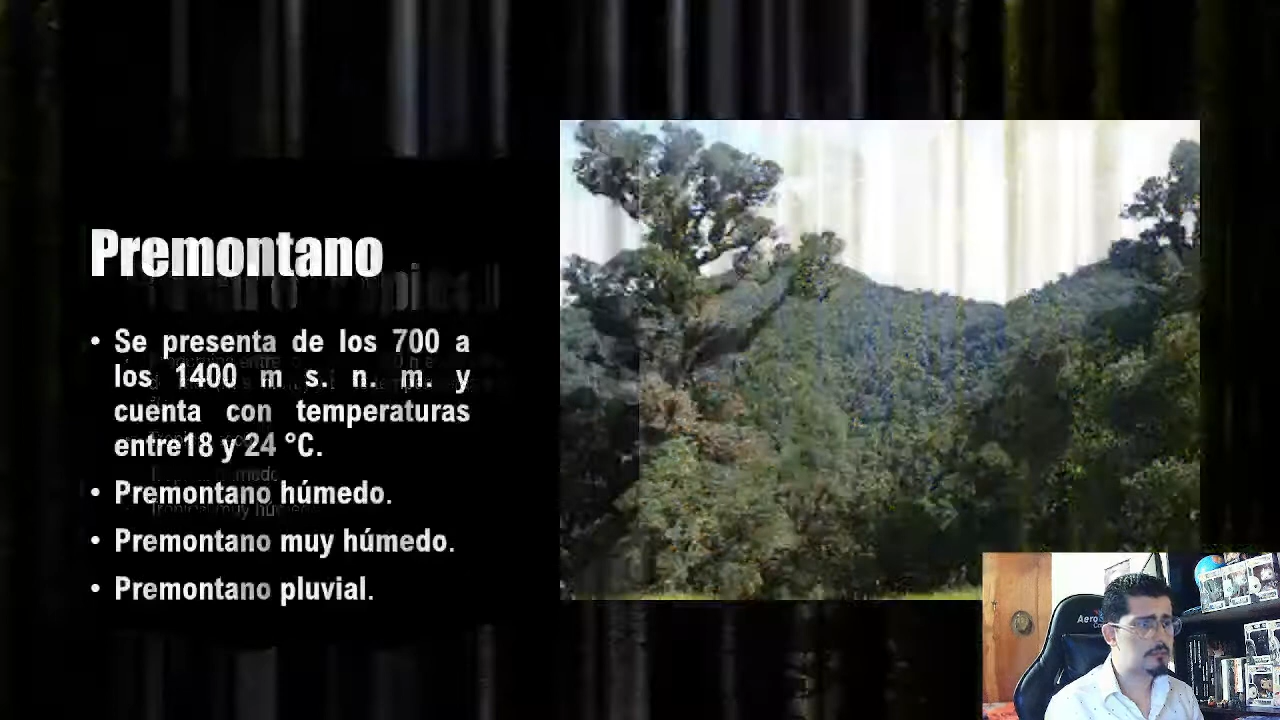 Premontano
• Se presenta de los 700 a
los 1400 m s. n. m. y
cuenta con temperaturas
entre18 y 24 °C.
• Premontano húmedo.
• Premontano muy húmedo.
• Premontano pluvial.
Aero